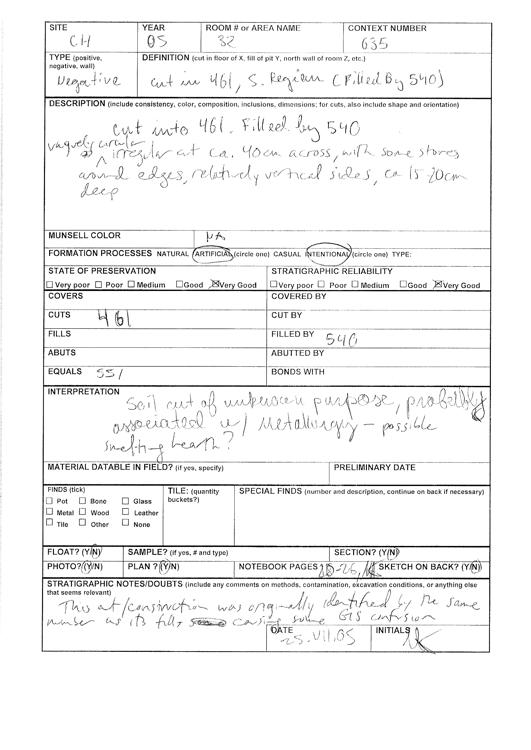 SITE YEAR ROOM # or AREA NAME CONTEXT NUMBER
CH 05 32 635
TYPE (positive, negative, wall) DEFINITION (cut in floor of X, fill of pit Y, north wall of room Z, etc.)
Negative cut in 461, S. Region (Filled By 540)
DESCRIPTION (include consistency, color, composition, inclusions, dimensions; for cuts, also include shape and orientation)
Cut into 461. Filled by 540
vaguely circular
irregular at ca. 40cm across, with some stones
around edges, relatively vertical sides, ca 15-20cm
deep
MUNSELL COLOR NA
FORMATION PROCESSES NATURAL ARTIFICIAL (circle one) CASUAL INTENTIONAL (circle one) TYPE:
STATE OF PRESERVATION STRATIGRAPHIC RELIABILITY
Very poor Poor Medium Good Very Good Very poor Poor Medium Good Very Good
COVERS COVERED BY
CUTS 461 CUT BY
FILLS FILLED BY 540
ABUTS ABUTTED BY
EQUALS 551 BONDS WITH
INTERPRETATION
Soil cut of unknown purpose, probably
associated w/ Metallurgy – possible
smelting hearth?
MATERIAL DATABLE IN FIELD? (if yes, specify) PRELIMINARY DATE
FINDS (tick) TILE: (quantity buckets?) SPECIAL FINDS (number and description, continue on back if necessary)
Pot Bone Glass
Metal Wood Leather
Tile Other None
FLOAT? (Y/N) SAMPLE? (if yes, # and type) SECTION? (Y/N)
PHOTO? (Y/N) PLAN ? (Y/N) NOTEBOOK PAGES SKETCH ON BACK? (Y/N)
STRATIGRAPHIC NOTES/DOUBTS (include any comments on methods, contamination, excavation conditions, or anything else
that seems relevant)
This cut/construction was originally identified by the same
number as its fill, causing some GIS confusion
DATE INITIALS
25.VII.05